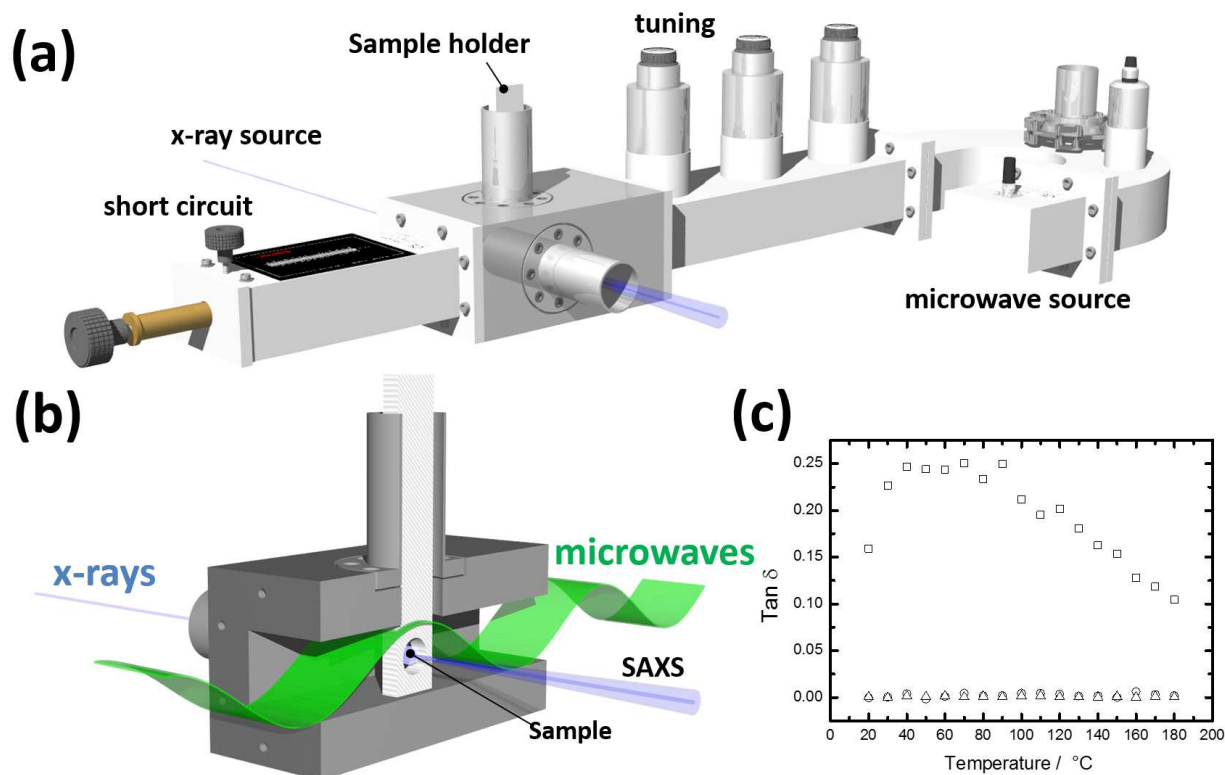 (a)
tuning
Sample holder
x-ray source
short circuit
microwave source
(b)
x-rays
microwaves
SAXS
Sample
(c)
Tan δ
0.25
0.20
0.15
0.10
0.05
0.00
0 20 40 60 80 100 120 140 160 180 200
Temperature / °C